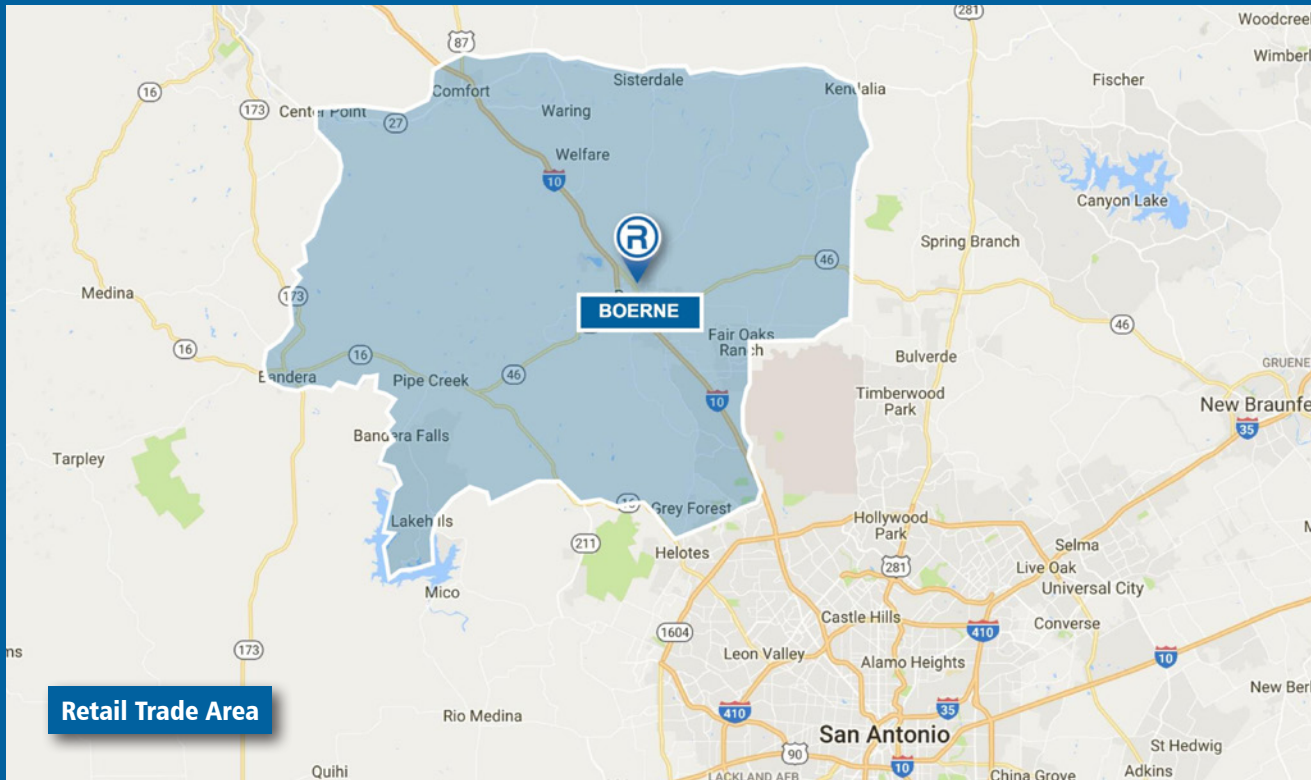 281
Woodcree
87
Wimberl
Sisterdale
Fischer
16
Comfort
Kendalia
173
Center Point
Waring
27
Welfare
10
Canyon Lake
R
Spring Branch
46
Medina
173
BOERNE
46
Fair Oaks
Ranch
16
16
Bulverde
GRUENE
Bandera
Pipe Creek
46
10
Timberwood
Park
New Braunfe
35
Bandera Falls
Tarpley
16
Grey Forest
Lakehills
Hollywood
Park
211
Helotes
Selma
281
Live Oak
Mico
Universal City
Castle Hills
1604
410
Converse
173
ms
Leon Valley
Alamo Heights
10
New Berl
Retail Trade Area
Rio Medina
410
35
San Antonio
90
St Hedwig
10
Quihi
LACKLAND AFB
China Grove
Adkins